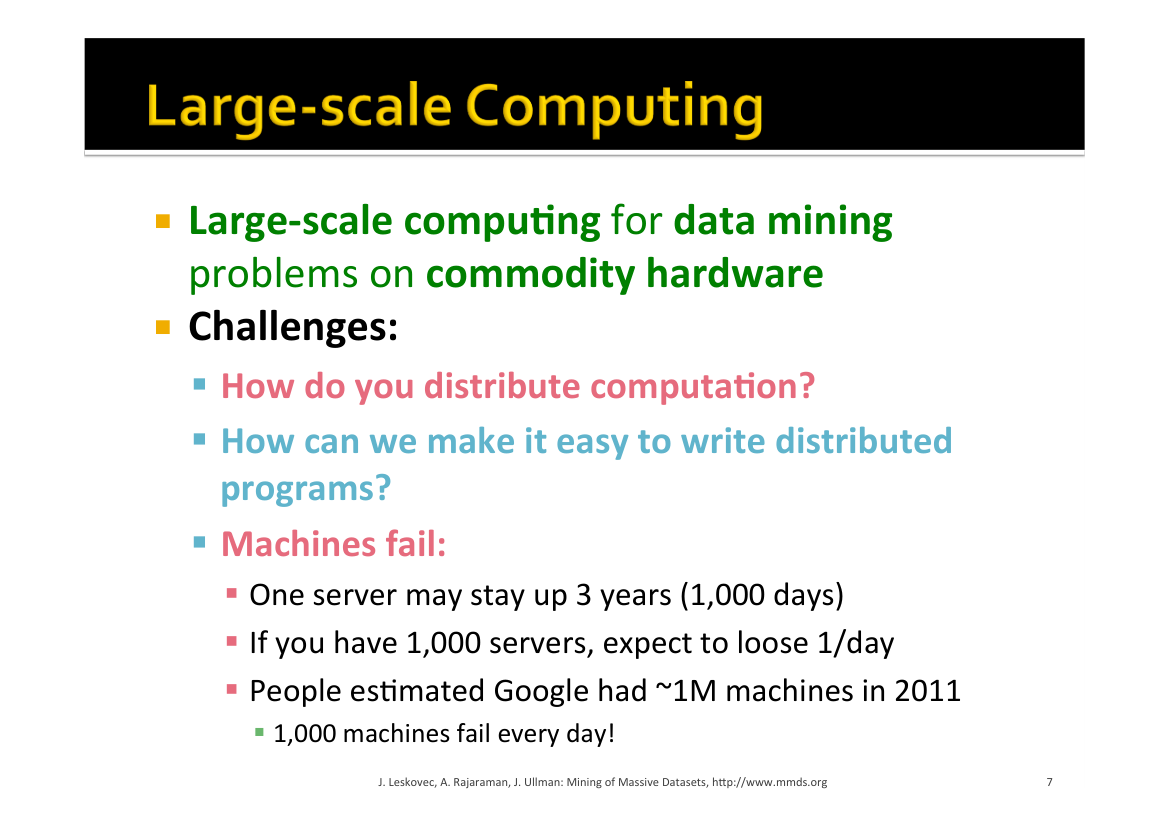 Large-scale Computing
Large-scale computing for data mining
problems on commodity hardware
Challenges:
How do you distribute computation?
How can we make it easy to write distributed
programs?
Machines fail:
One server may stay up 3 years (1,000 days)
If you have 1,000 servers, expect to loose 1/day
People estimated Google had ~1M machines in 2011
1,000 machines fail every day!
J. Leskovec, A. Rajaraman, J. Ullman: Mining of Massive Datasets, http://www.mmds.org 7